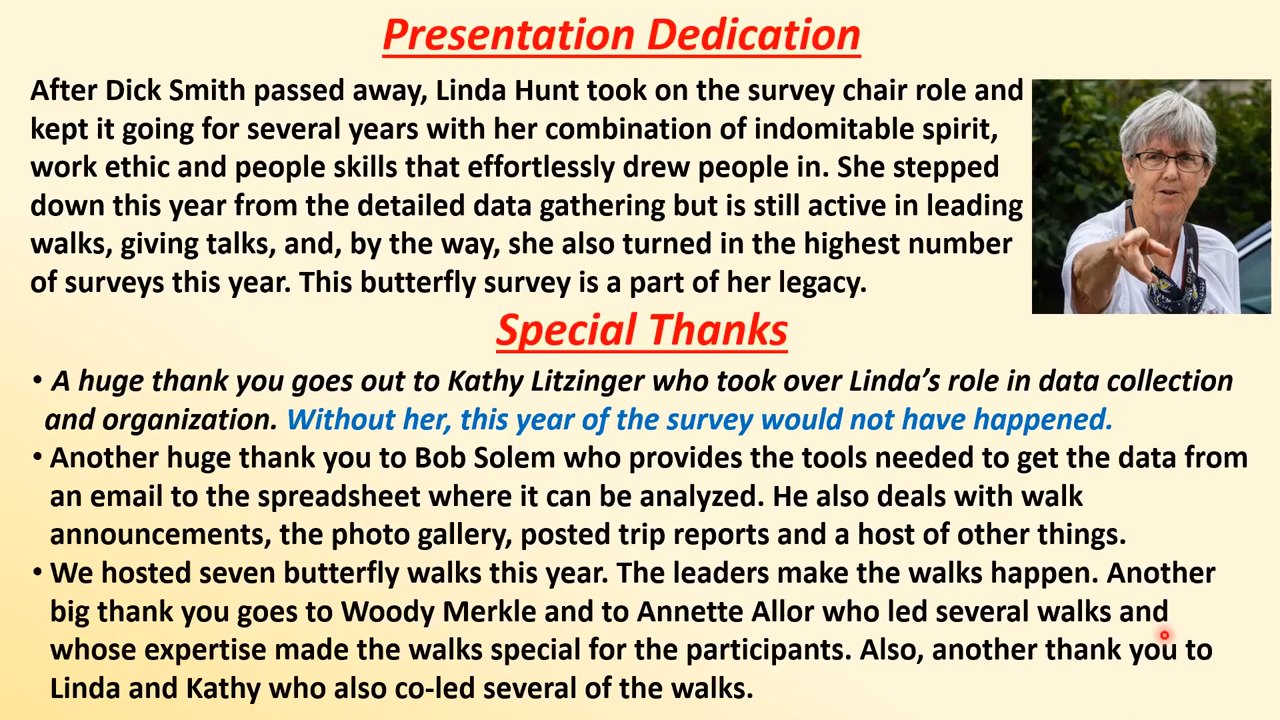 Presentation Dedication
After Dick Smith passed away, Linda Hunt took on the survey chair role and
kept it going for several years with her combination of indomitable spirit,
work ethic and people skills that effortlessly drew people in. She stepped
down this year from the detailed data gathering but is still active in leading
walks, giving talks, and, by the way, she also turned in the highest number
of surveys this year. This butterfly survey is a part of her legacy.
Special Thanks
• A huge thank you goes out to Kathy Litzinger who took over Linda’s role in data collection
and organization. Without her, this year of the survey would not have happened.
• Another huge thank you to Bob Solem who provides the tools needed to get the data from
an email to the spreadsheet where it can be analyzed. He also deals with walk
announcements, the photo gallery, posted trip reports and a host of other things.
• We hosted seven butterfly walks this year. The leaders make the walks happen. Another
big thank you goes to Woody Merkle and to Annette Allor who led several walks and
whose expertise made the walks special for the participants. Also, another thank you to
Linda and Kathy who also co-led several of the walks.